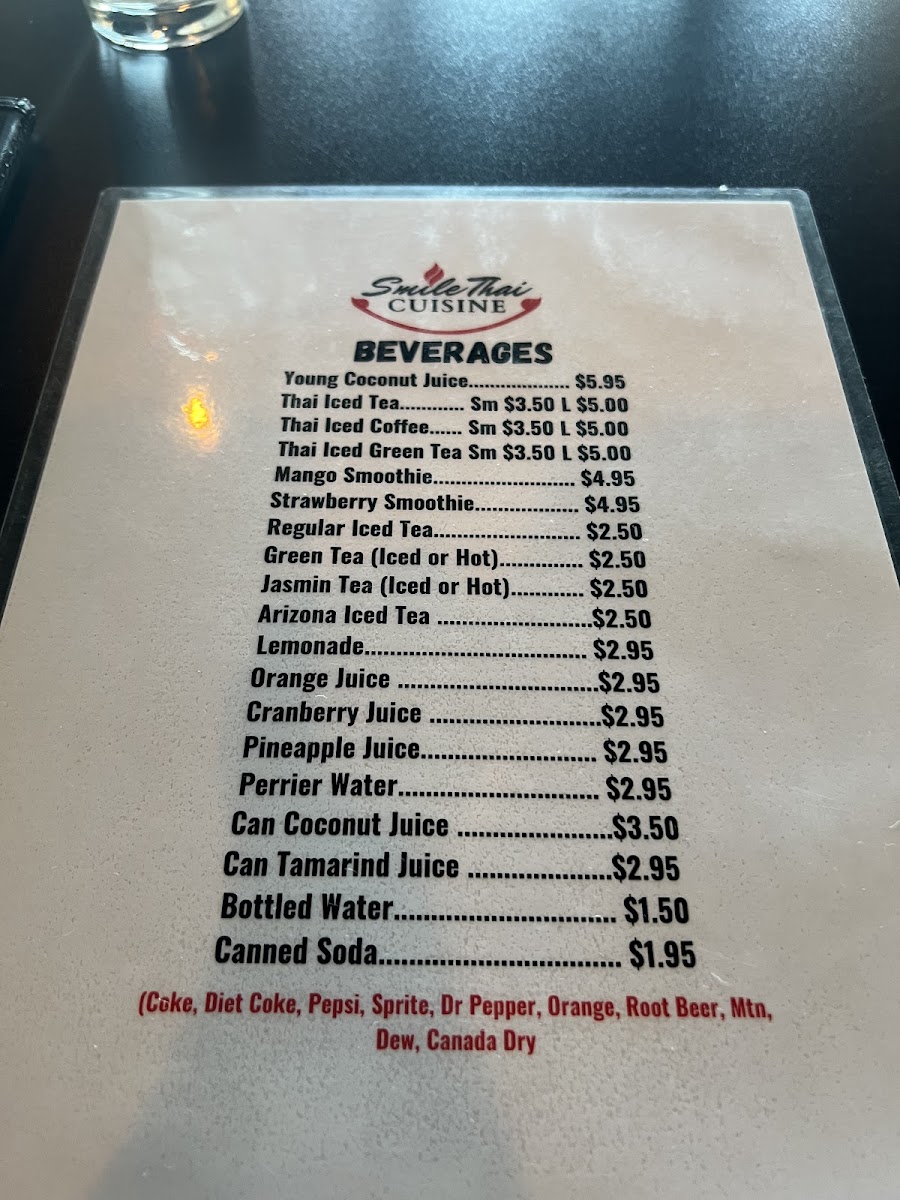 Smile Thai
CUISINE
BEVERAGES
Young Coconut Juice................... $5.95
Thai Iced Tea............ Sm $3.50 L $5.00
Thai Iced Coffee...... Sm $3.50 L $5.00
Thai Iced Green Tea Sm $3.50 L $5.00
Mango Smoothie.......................... $4.95
Strawberry Smoothie................... $4.95
Regular Iced Tea........................... $2.50
Green Tea (Iced or Hot)............... $2.50
Jasmin Tea (Iced or Hot)............. $2.50
Arizona Iced Tea ............................$2.50
Lemonade....................................... $2.95
Orange Juice ..................................$2.95
Cranberry Juice .............................$2.95
Pineapple Juice............................. $2.95
Perrier Water................................. $2.95
Can Coconut Juice ........................$3.50
Can Tamarind Juice ......................$2.95
Bottled Water................................. $1.50
Canned Soda................................... $1.95
(Coke, Diet Coke, Pepsi, Sprite, Dr Pepper, Orange, Root Beer, Mtn,
Dew, Canada Dry